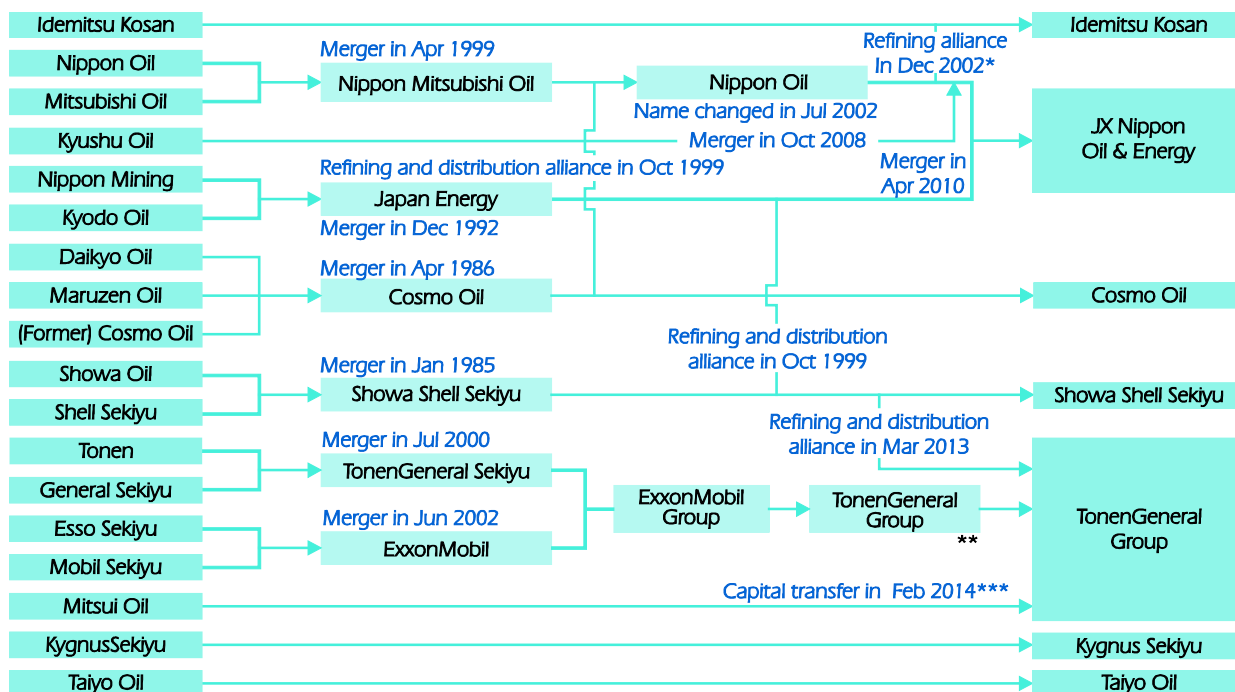 Idemitsu Kosan
Idemitsu Kosan
Nippon Oil
Mitsubishi Oil
Merger in Apr 1999
Nippon Mitsubishi Oil
Nippon Oil
Name changed in Jul 2002
Refining alliance
In Dec 2002*
Kyushu Oil
Merger in Oct 2008
JX Nippon
Oil & Energy
Refining and distribution alliance in Oct 1999
Merger in
Apr 2010
Nippon Mining
Kyodo Oil
Japan Energy
Merger in Dec 1992
Daikyo Oil
Maruzen Oil
(Former) Cosmo Oil
Merger in Apr 1986
Cosmo Oil
Cosmo Oil
Refining and distribution
alliance in Oct 1999
Showa Oil
Shell Sekiyu
Merger in Jan 1985
Showa Shell Sekiyu
Showa Shell Sekiyu
Refining and distribution
alliance in Mar 2013
Tonen
General Sekiyu
Merger in Jul 2000
TonenGeneral Sekiyu
Esso Sekiyu
Mobil Sekiyu
Merger in Jun 2002
ExxonMobil
ExxonMobil
Group
TonenGeneral
Group
**
TonenGeneral
Group
Mitsui Oil
Capital transfer in Feb 2014***
KygnusSekiyu
Kygnus Sekiyu
Taiyo Oil
Taiyo Oil